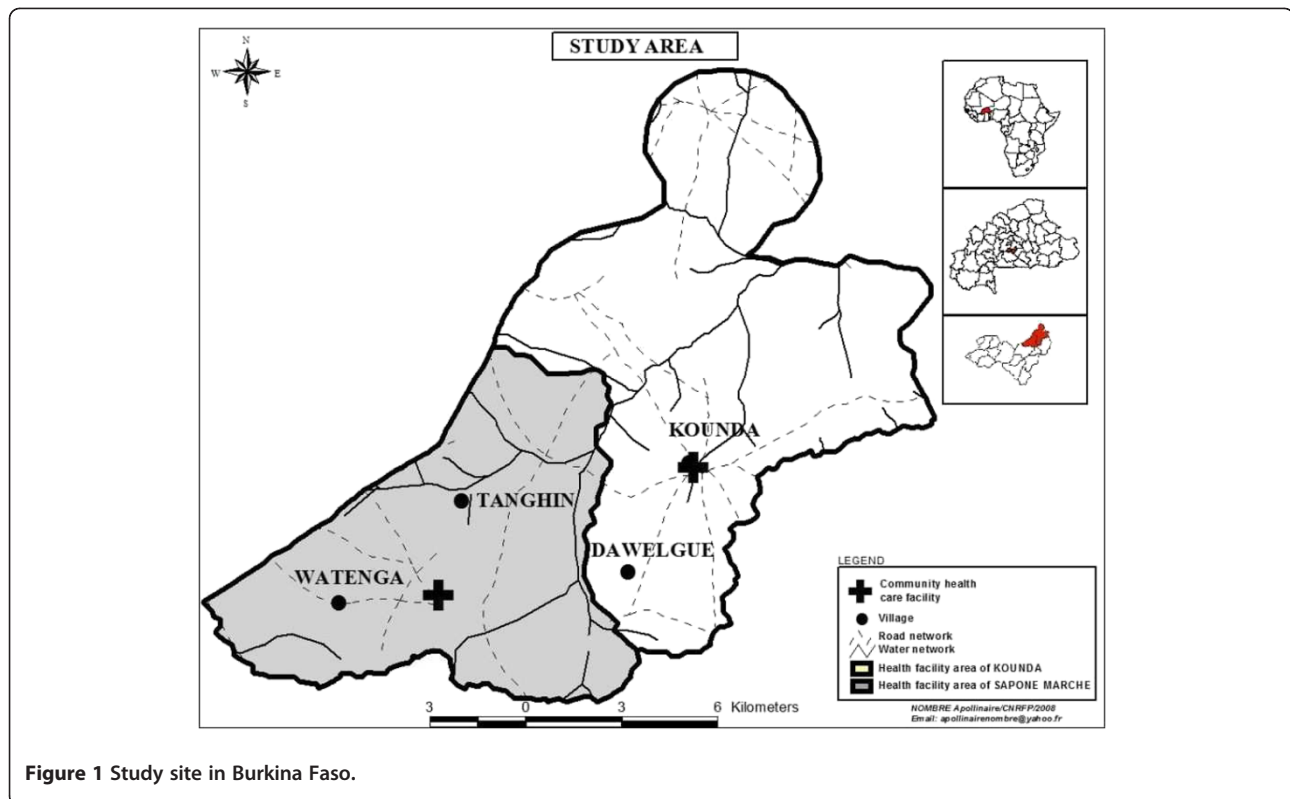 STUDY AREA
N
W E
S
KOUNDA
TANGHIN
DAWELGUE
WATENGA
LEGEND
Community health
care facility
Village
Road network
Water network
Health facility area of KOUNDA
Health facility area of SAPONE MARCHE
3 0 3 6 Kilometers
NOMBRE Apollinaire/CNRFP/2008
Email: apollinairenombre@yahoo.fr
Figure 1 Study site in Burkina Faso.